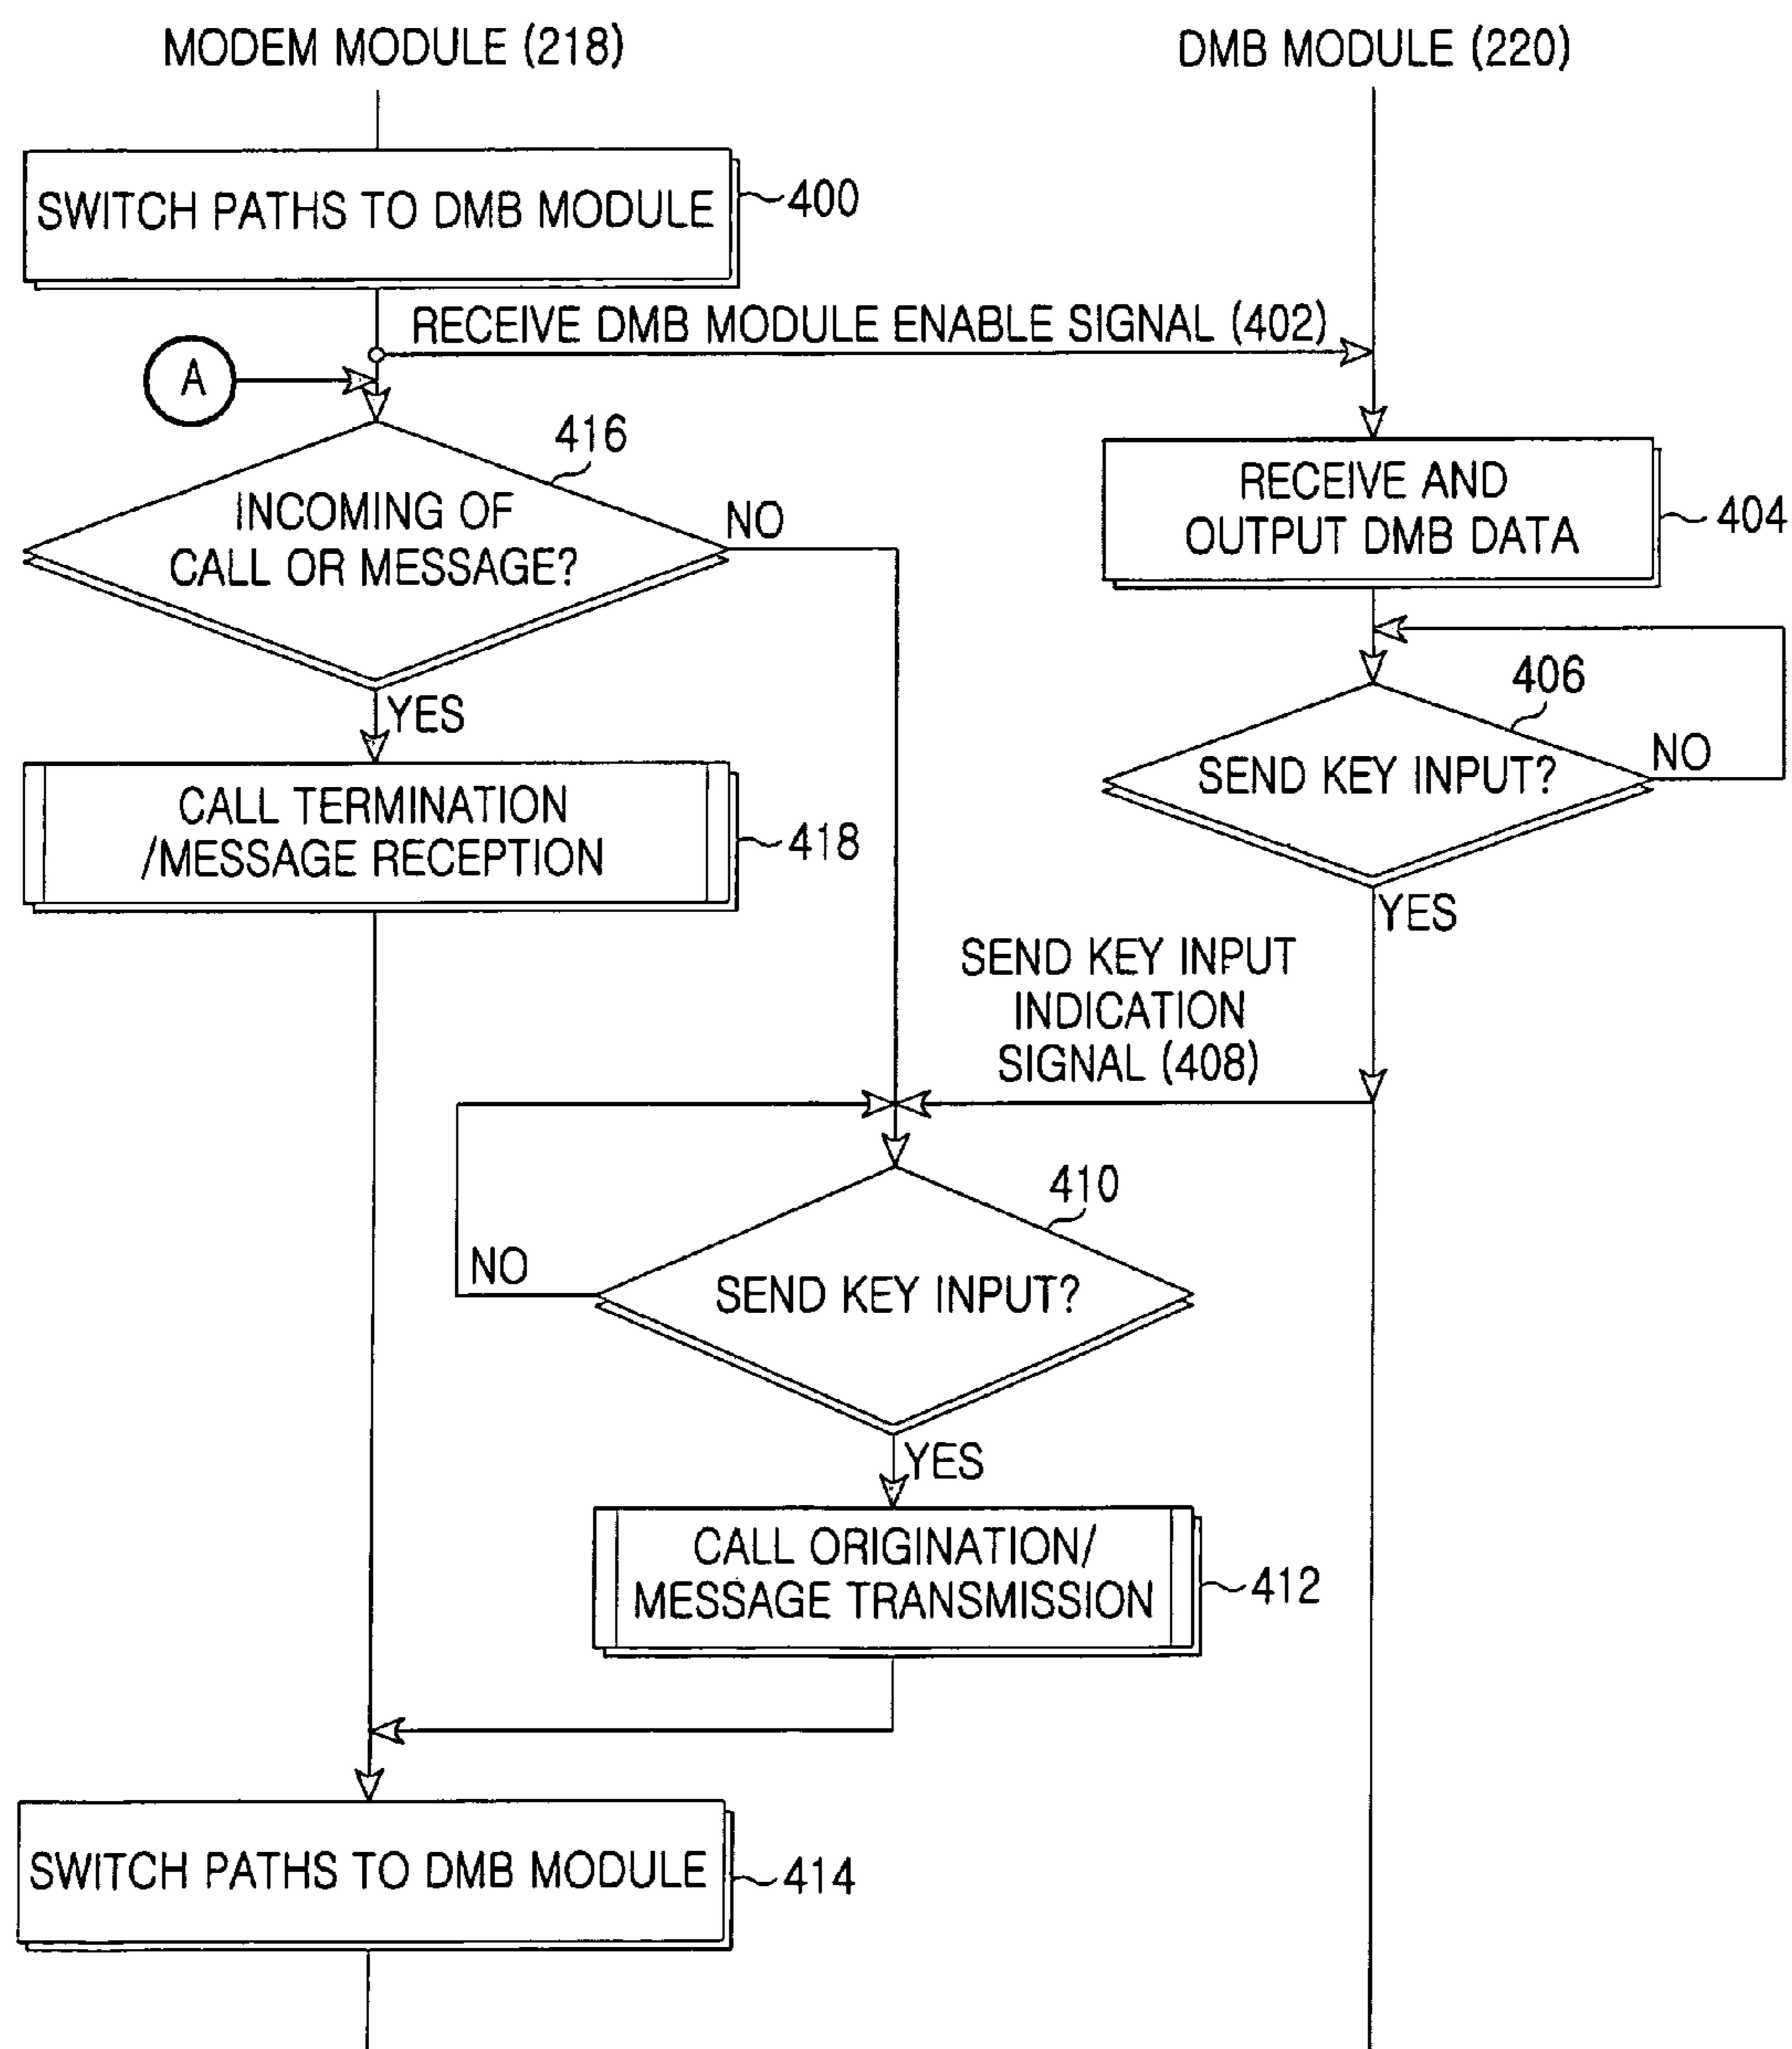 MODEM MODULE (218)
DMB MODULE (220)
SWITCH PATHS TO DMB MODULE
400
RECEIVE DMB MODULE ENABLE SIGNAL (402)
A
416
INCOMING OF
CALL OR MESSAGE?
NO
YES
RECEIVE AND
OUTPUT DMB DATA
404
406
SEND KEY INPUT?
NO
YES
CALL TERMINATION
/MESSAGE RECEPTION
418
SEND KEY INPUT
INDICATION
SIGNAL (408)
410
SEND KEY INPUT?
NO
YES
CALL ORIGINATION/
MESSAGE TRANSMISSION
412
SWITCH PATHS TO DMB MODULE
414